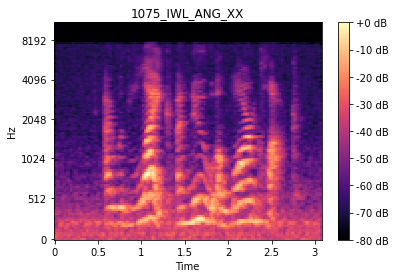 1075_IWL_ANG_XX
+0 dB
8192
-10 dB
4096
-20 dB
-30 dB
2048
-40 dB
Hz
1024
-50 dB
512
-60 dB
-70 dB
0
-80 dB
0 0.5 1 1.5 2 2.5 3
Time